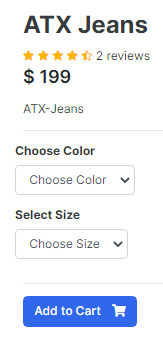 ATX Jeans
2 reviews
$ 199
ATX-Jeans
Choose Color
Choose Color
Select Size
Choose Size
Add to Cart